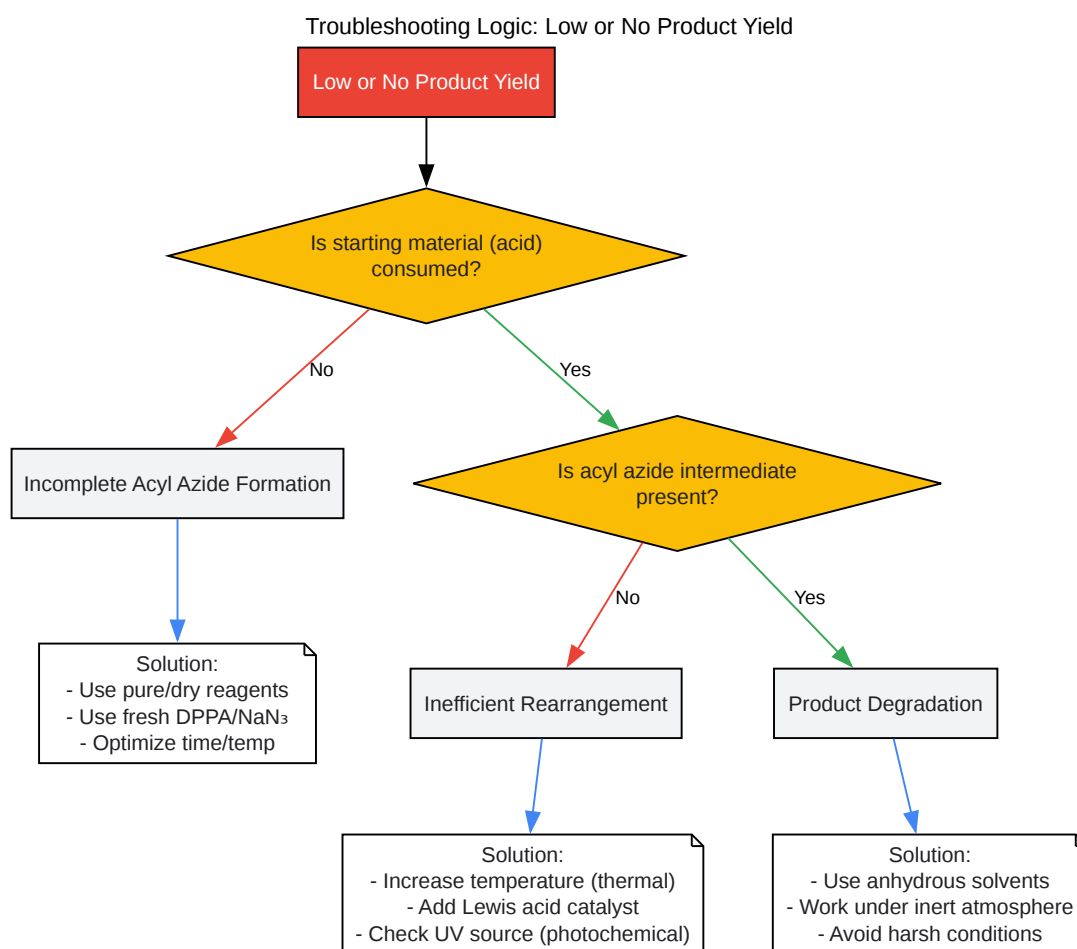 Troubleshooting Logic: Low or No Product Yield
Low or No Product Yield
Is starting material (acid)
consumed?
No
Yes
Incomplete Acyl Azide Formation
Is acyl azide intermediate
present?
No
Yes
Solution:
- Use pure/dry reagents
- Use fresh DPPA/NaN₃
- Optimize time/temp
Inefficient Rearrangement
Product Degradation
Solution:
- Increase temperature (thermal)
- Add Lewis acid catalyst
- Check UV source (photochemical)
Solution:
- Use anhydrous solvents
- Work under inert atmosphere
- Avoid harsh conditions